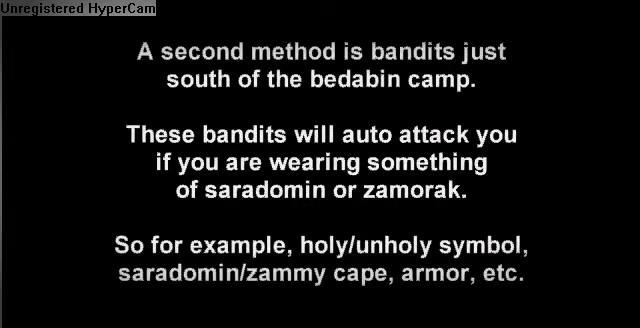 Unregistered HyperCam
A second method is bandits just
south of the bedabin camp.
These bandits will auto attack you
if you are wearing something
of saradomin or zamorak.
So for example, holy/unholy symbol,
saradomin/zammy cape, armor, etc.